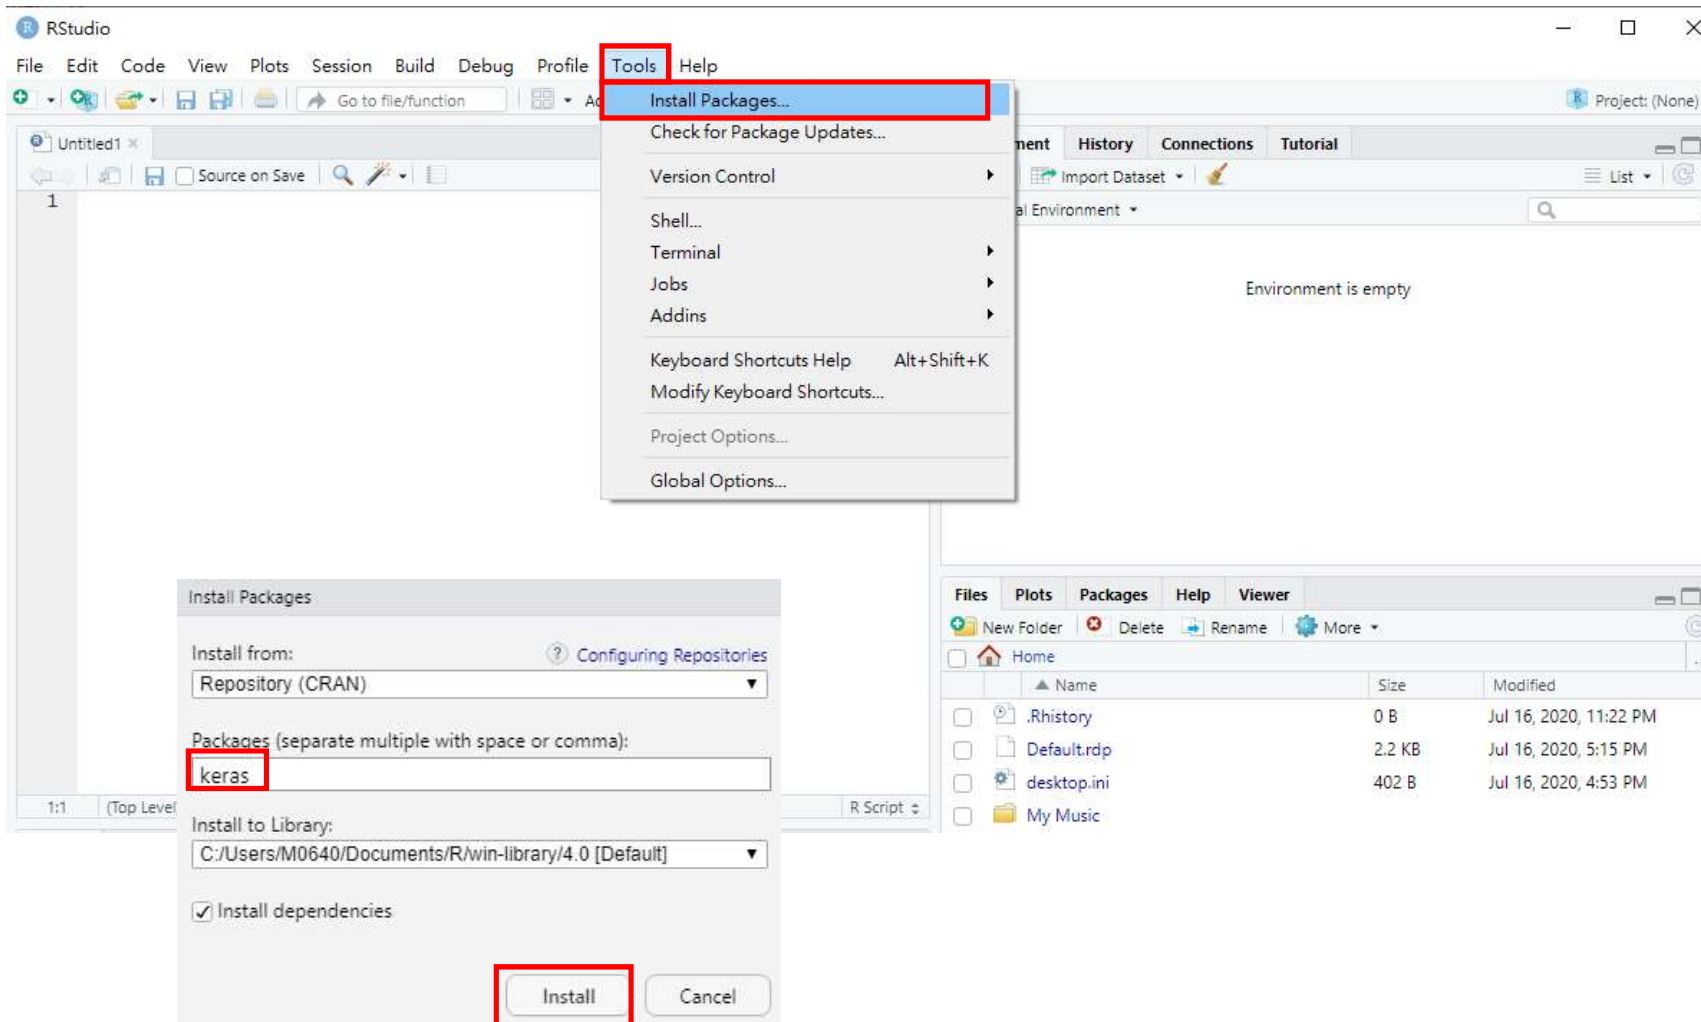 RStudio
File Edit Code View Plots Session Build Debug Profile Tools Help
Go to file/function
Install Packages...
Project: (None)
Check for Package Updates...
Version Control
Shell...
Terminal
Jobs
Addins
Keyboard Shortcuts Help Alt+Shift+K
Modify Keyboard Shortcuts...
Project Options...
Global Options...
Untitled1
Source on Save
1
1:1 (Top Level
R Script
ment History Connections Tutorial
Import Dataset
List
al Environment
Environment is empty
Install Packages
Install from:
Configuring Repositories
Repository (CRAN)
Packages (separate multiple with space or comma):
keras
Install to Library:
C:/Users/M0640/Documents/R/win-library/4.0 [Default]
Install dependencies
Install Cancel
Files Plots Packages Help Viewer
New Folder Delete Rename More
Home
Name Size Modified
.Rhistory 0 B Jul 16, 2020, 11:22 PM
Default.rdp 2.2 KB Jul 16, 2020, 5:15 PM
desktop.ini 402 B Jul 16, 2020, 4:53 PM
My Music